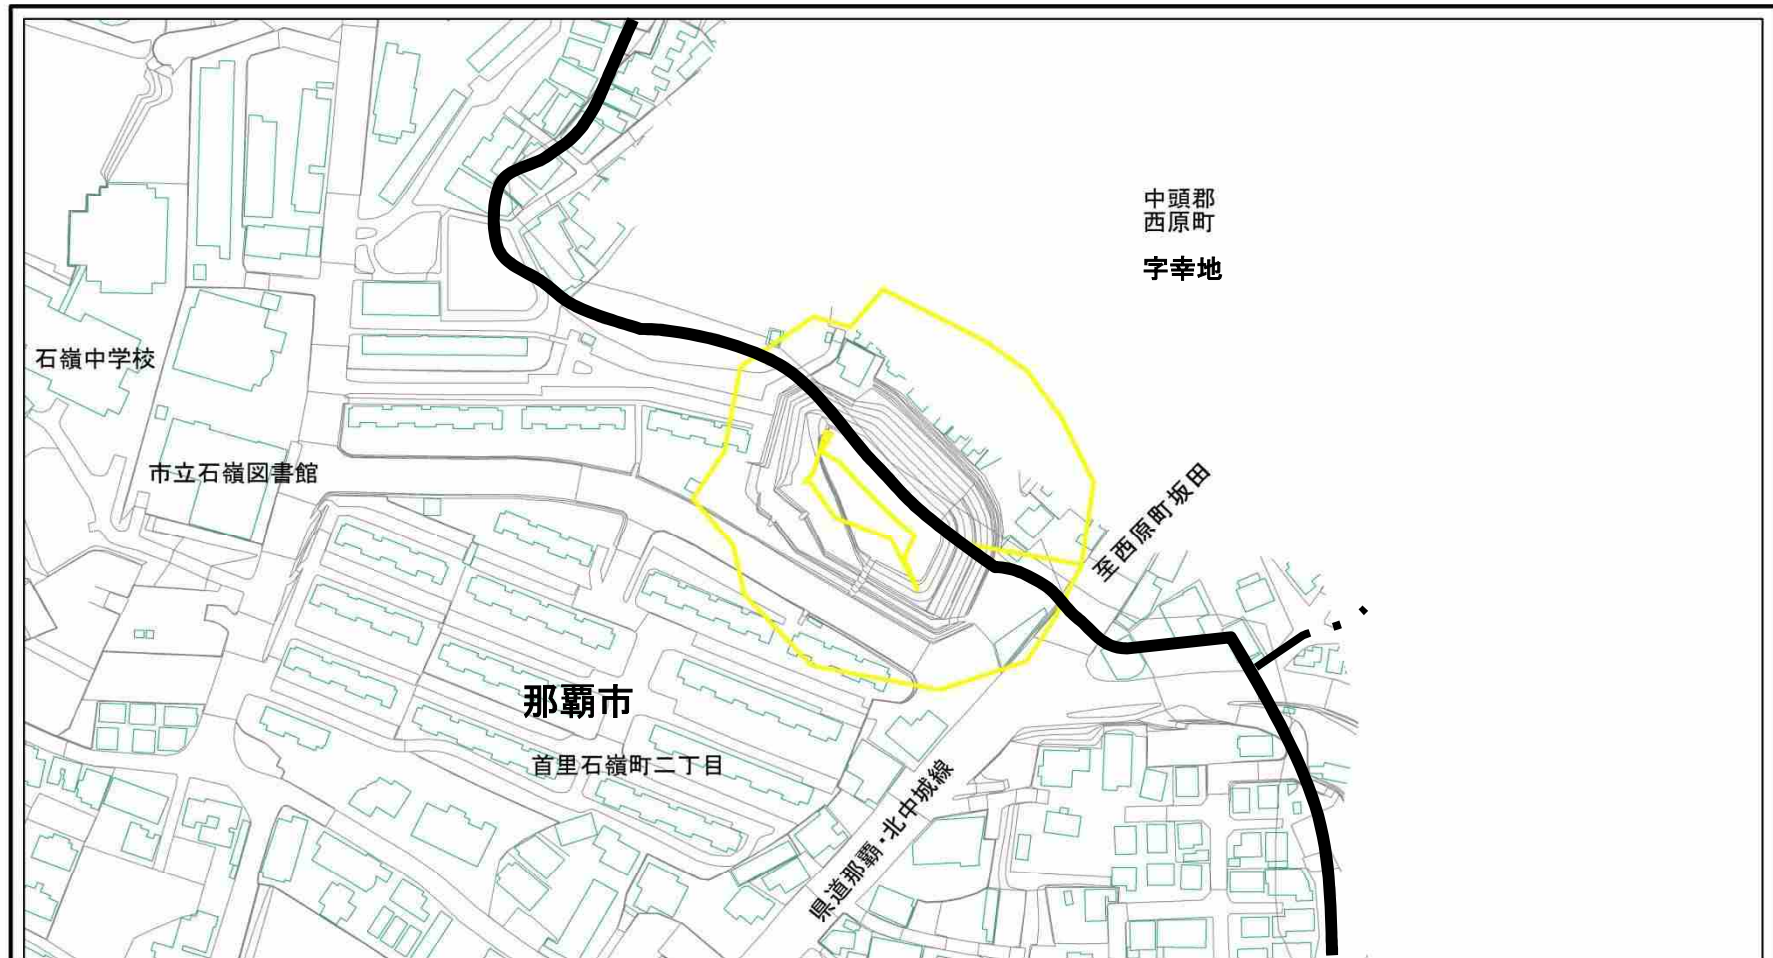 中頭郡
西原町
字幸地
石嶺中学校
市立石嶺図書館
至西原町坂田
那覇市
首里石嶺町二丁目
県道那覇・北中城線